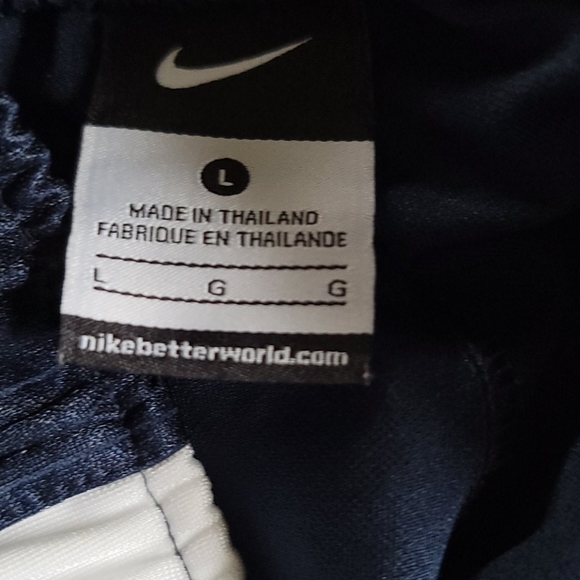 L
MADE IN THAILAND
FABRIQUE EN THAILANDE
L G G
nikebetterworld.com